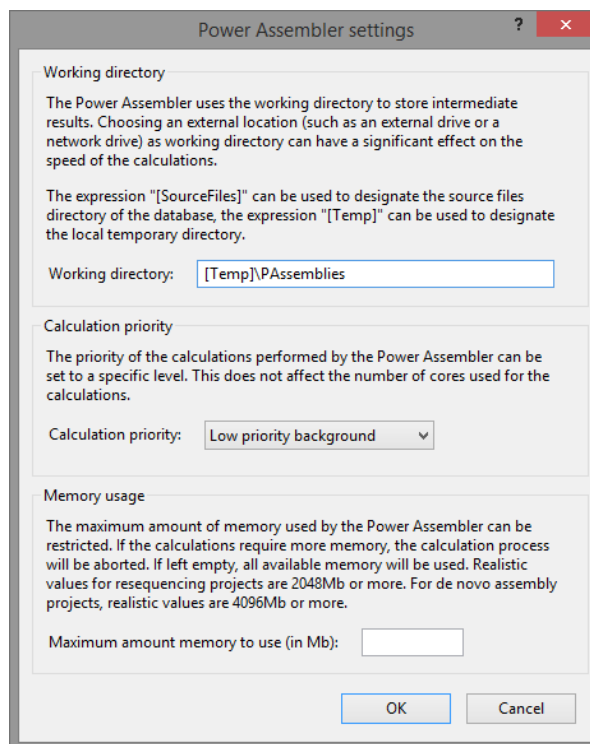 Power Assembler settings
?
×
Working directory
The Power Assembler uses the working directory to store intermediate
results. Choosing an external location (such as an external drive or a
network drive) as working directory can have a significant effect on the
speed of the calculations.
The expression "[SourceFiles]" can be used to designate the source files
directory of the database, the expression "[Temp]" can be used to designate
the local temporary directory.
Working directory: [Temp]\PAssemblies
Calculation priority
The priority of the calculations performed by the Power Assembler can be
set to a specific level. This does not affect the number of cores used for the
calculations.
Calculation priority: Low priority background
Memory usage
The maximum amount of memory used by the Power Assembler can be
restricted. If the calculations require more memory, the calculation process
will be aborted. If left empty, all available memory will be used. Realistic
values for resequencing projects are 2048Mb or more. For de novo assembly
projects, realistic values are 4096Mb or more.
Maximum amount memory to use (in Mb):
OK Cancel